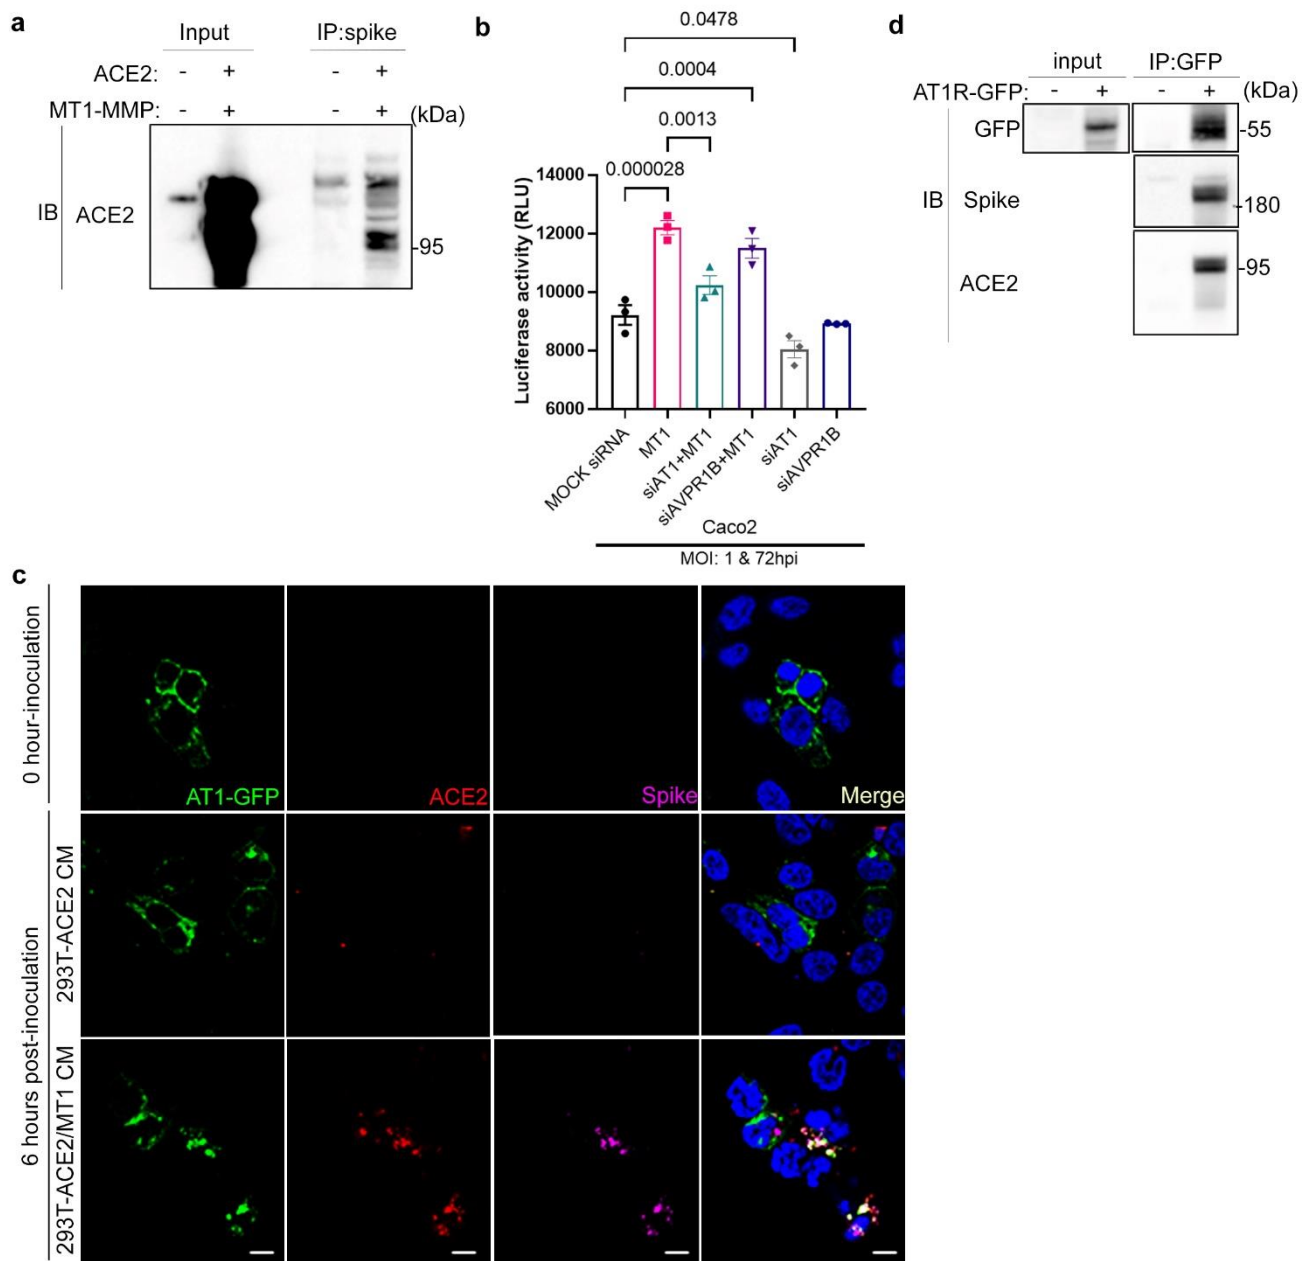 a
Input IP:spike
ACE2: - + - +
MT1-MMP: - + - + (kDa)
IB ACE2
-95
b
0.0478
0.0004
0.0013
0.000028
Luciferase activity (RLU)
14000
12000
10000
8000
6000
MOCK siRNA
MT1
siAT1+MT1
siAVPR1B+MT1
siAT1
siAVPR1B
Caco2
MOI: 1 & 72hpi
d
input IP:GFP
AT1R-GFP: - + - + (kDa)
GFP -55
IB Spike -180
ACE2 -95
c
0 hour-inoculation
AT1-GFP ACE2 Spike Merge
6 hours post-inoculation
293T-ACE2 CM
293T-ACE2/MT1 CM